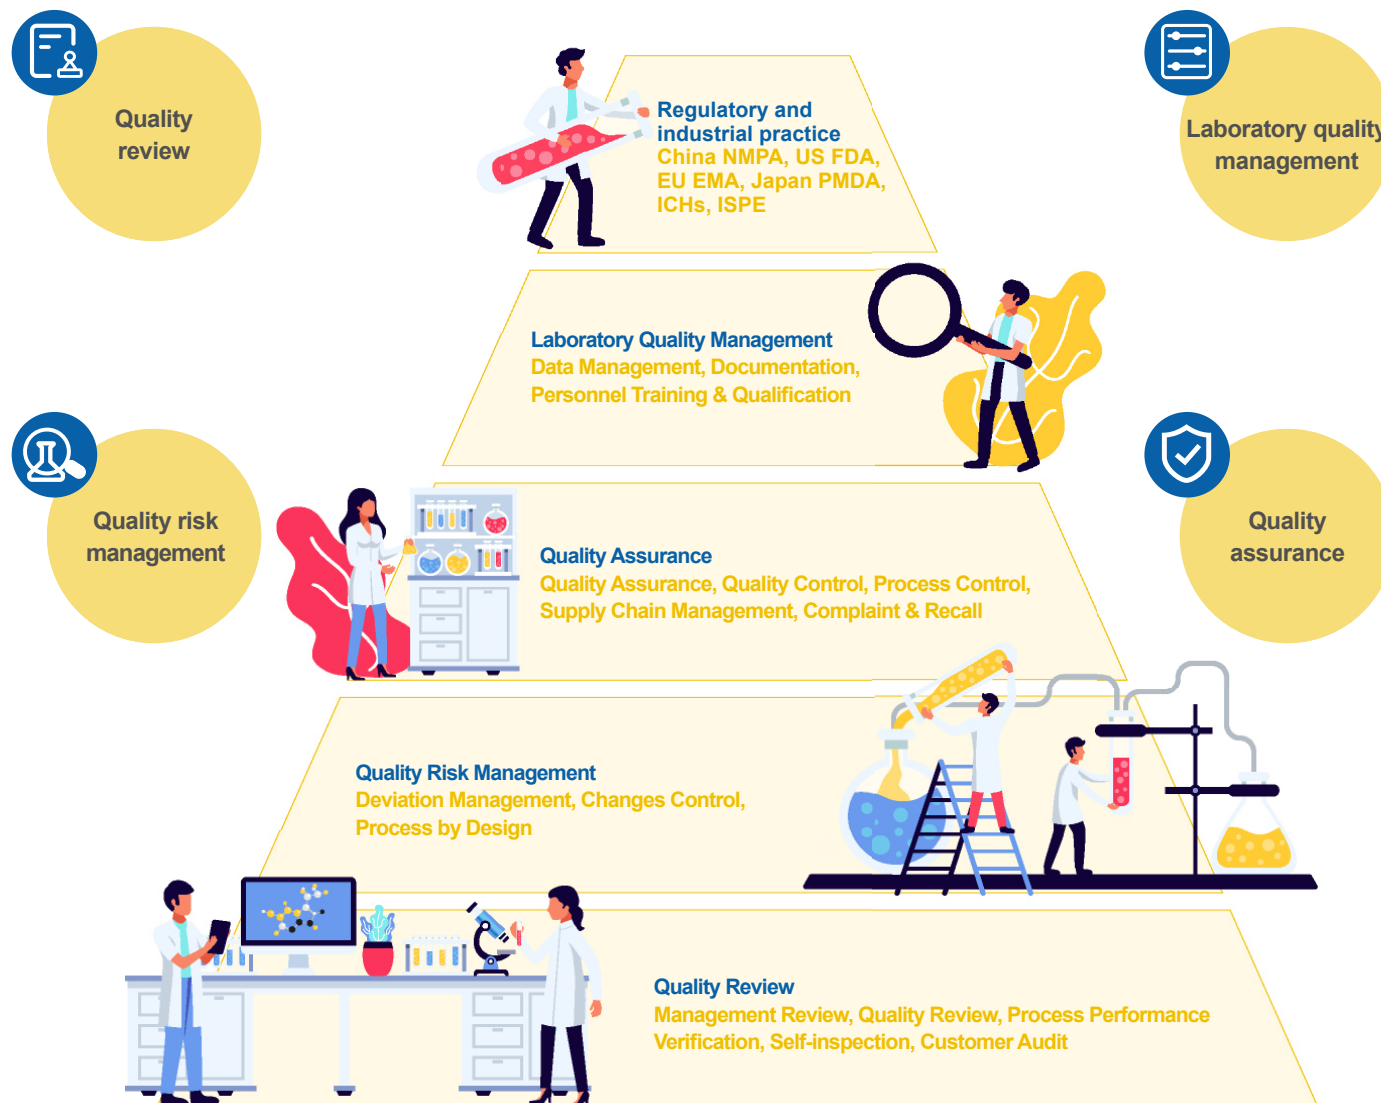 Quality
review
Laboratory quality
management
Regulatory and
industrial practice
China NMPA, US FDA,
EU EMA, Japan PMDA,
ICHs, ISPE
Laboratory Quality Management
Data Management, Documentation,
Personnel Training & Qualification
Quality risk
management
Quality
assurance
Quality Assurance
Quality Assurance, Quality Control, Process Control,
Supply Chain Management, Complaint & Recall
Quality Risk Management
Deviation Management, Changes Control,
Process by Design
Quality Review
Management Review, Quality Review, Process Performance
Verification, Self-inspection, Customer Audit